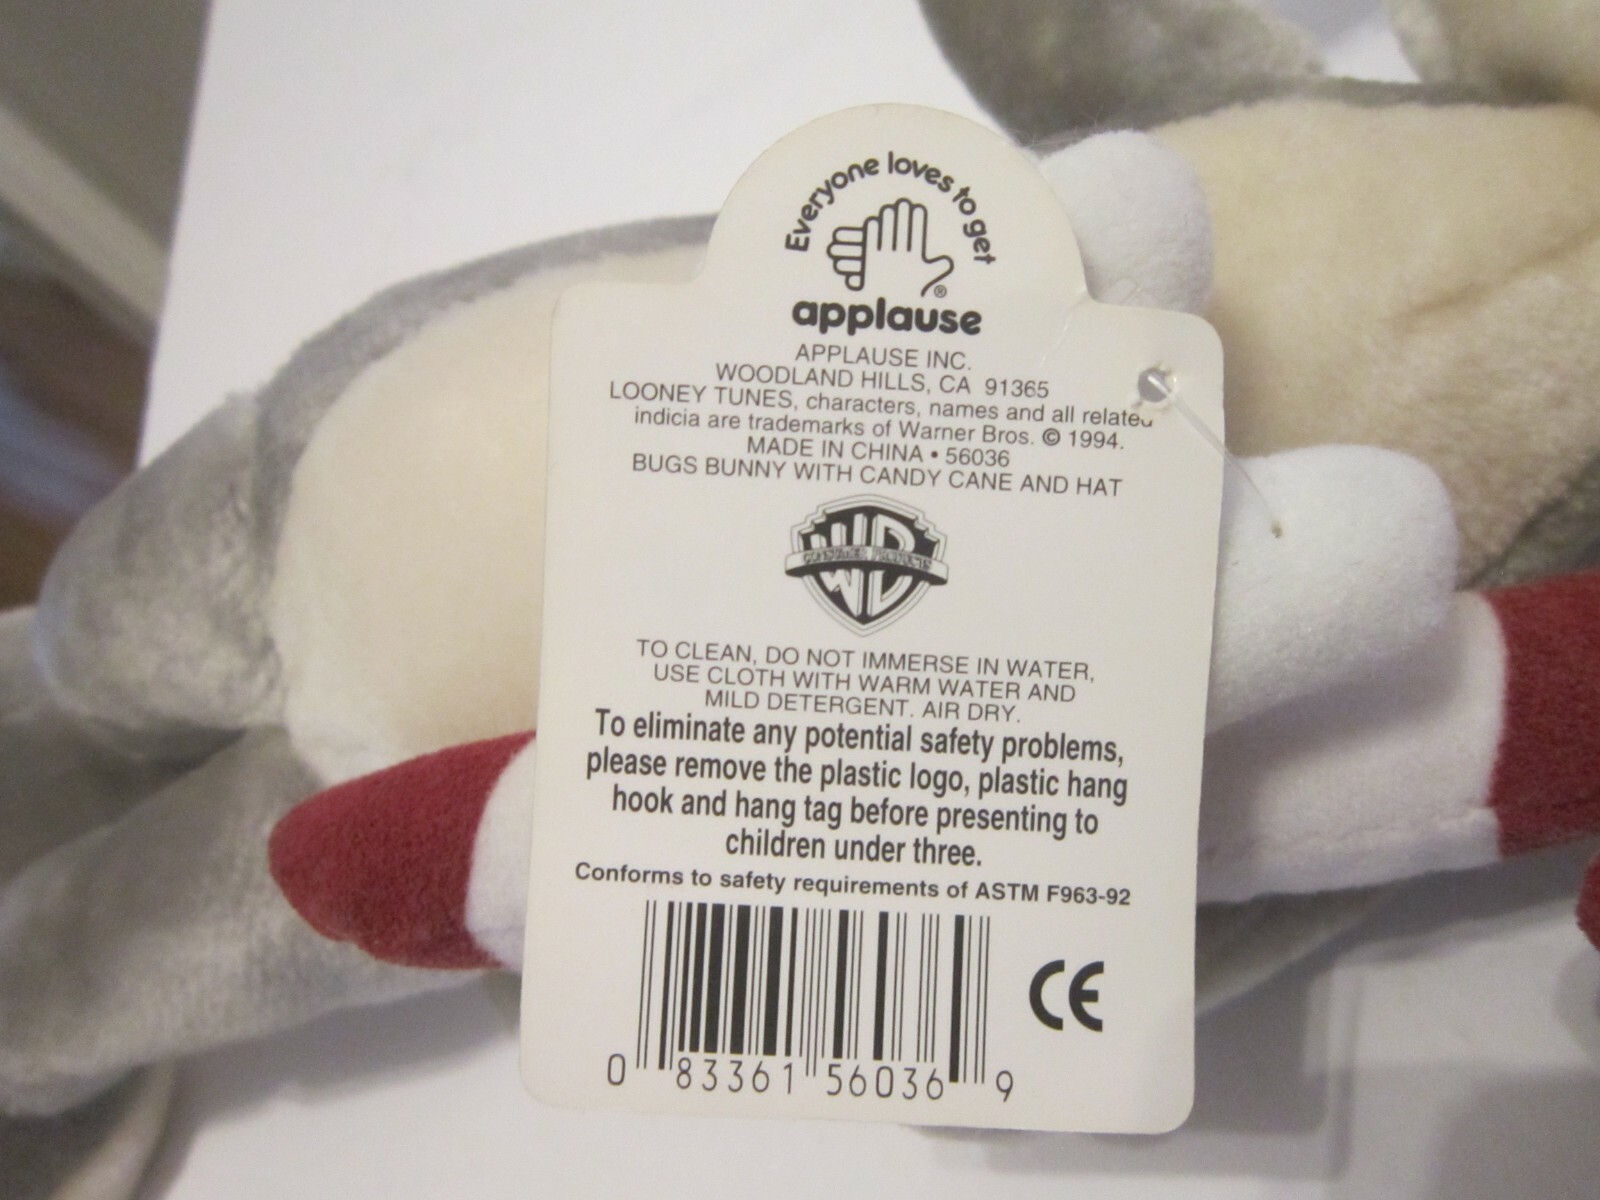 Everyone loves to get
®
applause
APPLAUSE INC.
WOODLAND HILLS, CA 91365
LOONEY TUNES, characters, names and all related
indicia are trademarks of Warner Bros. © 1994.
MADE IN CHINA • 56036
BUGS BUNNY WITH CANDY CANE AND HAT
WB
TO CLEAN, DO NOT IMMERSE IN WATER,
USE CLOTH WITH WARM WATER AND
MILD DETERGENT. AIR DRY.
To eliminate any potential safety problems,
please remove the plastic logo, plastic hang
hook and hang tag before presenting to
children under three.
Conforms to safety requirements of ASTM F963-92
CE
0 83361 56036 9